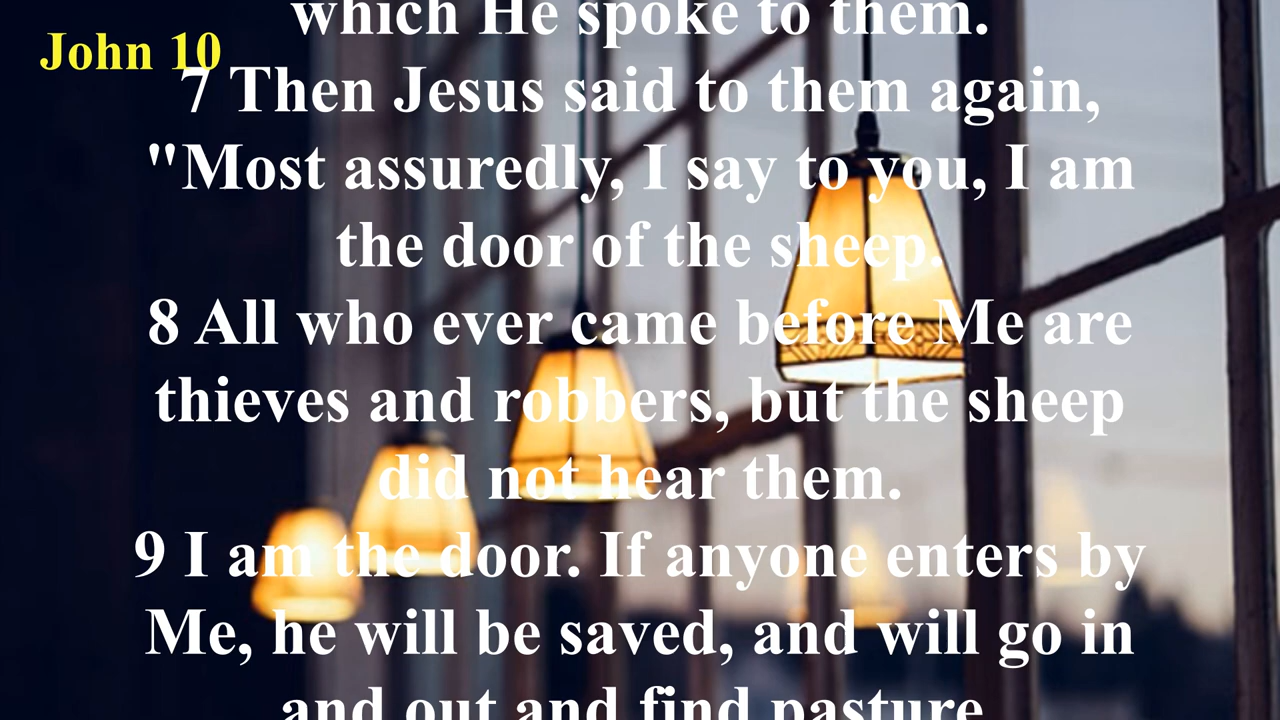 which He spoke to them.
John 10
7 Then Jesus said to them again,
"Most assuredly, I say to you, I am
the door of the sheep.
8 All who ever came before Me are
thieves and robbers, but the sheep
did not hear them.
9 I am the door. If anyone enters by
Me, he will be saved, and will go in
and out and find pasture